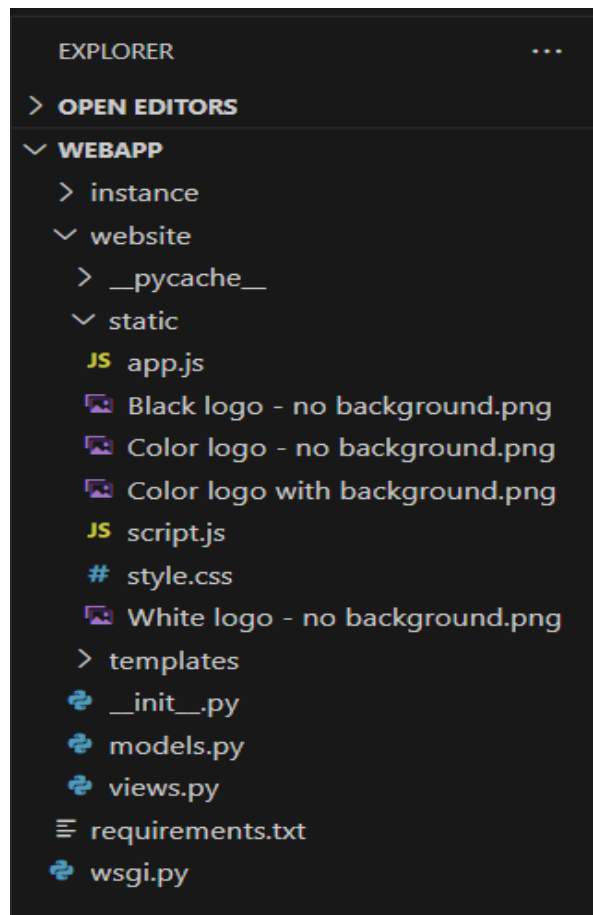 EXPLORER ...
OPEN EDITORS
WEBAPP
instance
website
__pycache__
static
JS app.js
Black logo - no background.png
Color logo - no background.png
Color logo with background.png
JS script.js
# style.css
White logo - no background.png
templates
__init__.py
models.py
views.py
requirements.txt
wsgi.py